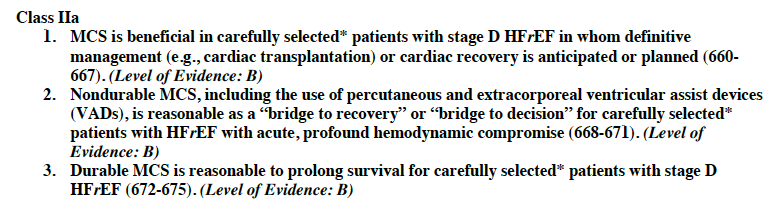 Class IIa
1. MCS is beneficial in carefully selected* patients with stage D HFrEF in whom definitive
management (e.g., cardiac transplantation) or cardiac recovery is anticipated or planned (660-
667). (Level of Evidence: B)
2. Nondurable MCS, including the use of percutaneous and extracorporeal ventricular assist devices
(VADs), is reasonable as a “bridge to recovery” or “bridge to decision” for carefully selected*
patients with HFrEF with acute, profound hemodynamic compromise (668-671). (Level of
Evidence: B)
3. Durable MCS is reasonable to prolong survival for carefully selected* patients with stage D
HFrEF (672-675). (Level of Evidence: B)